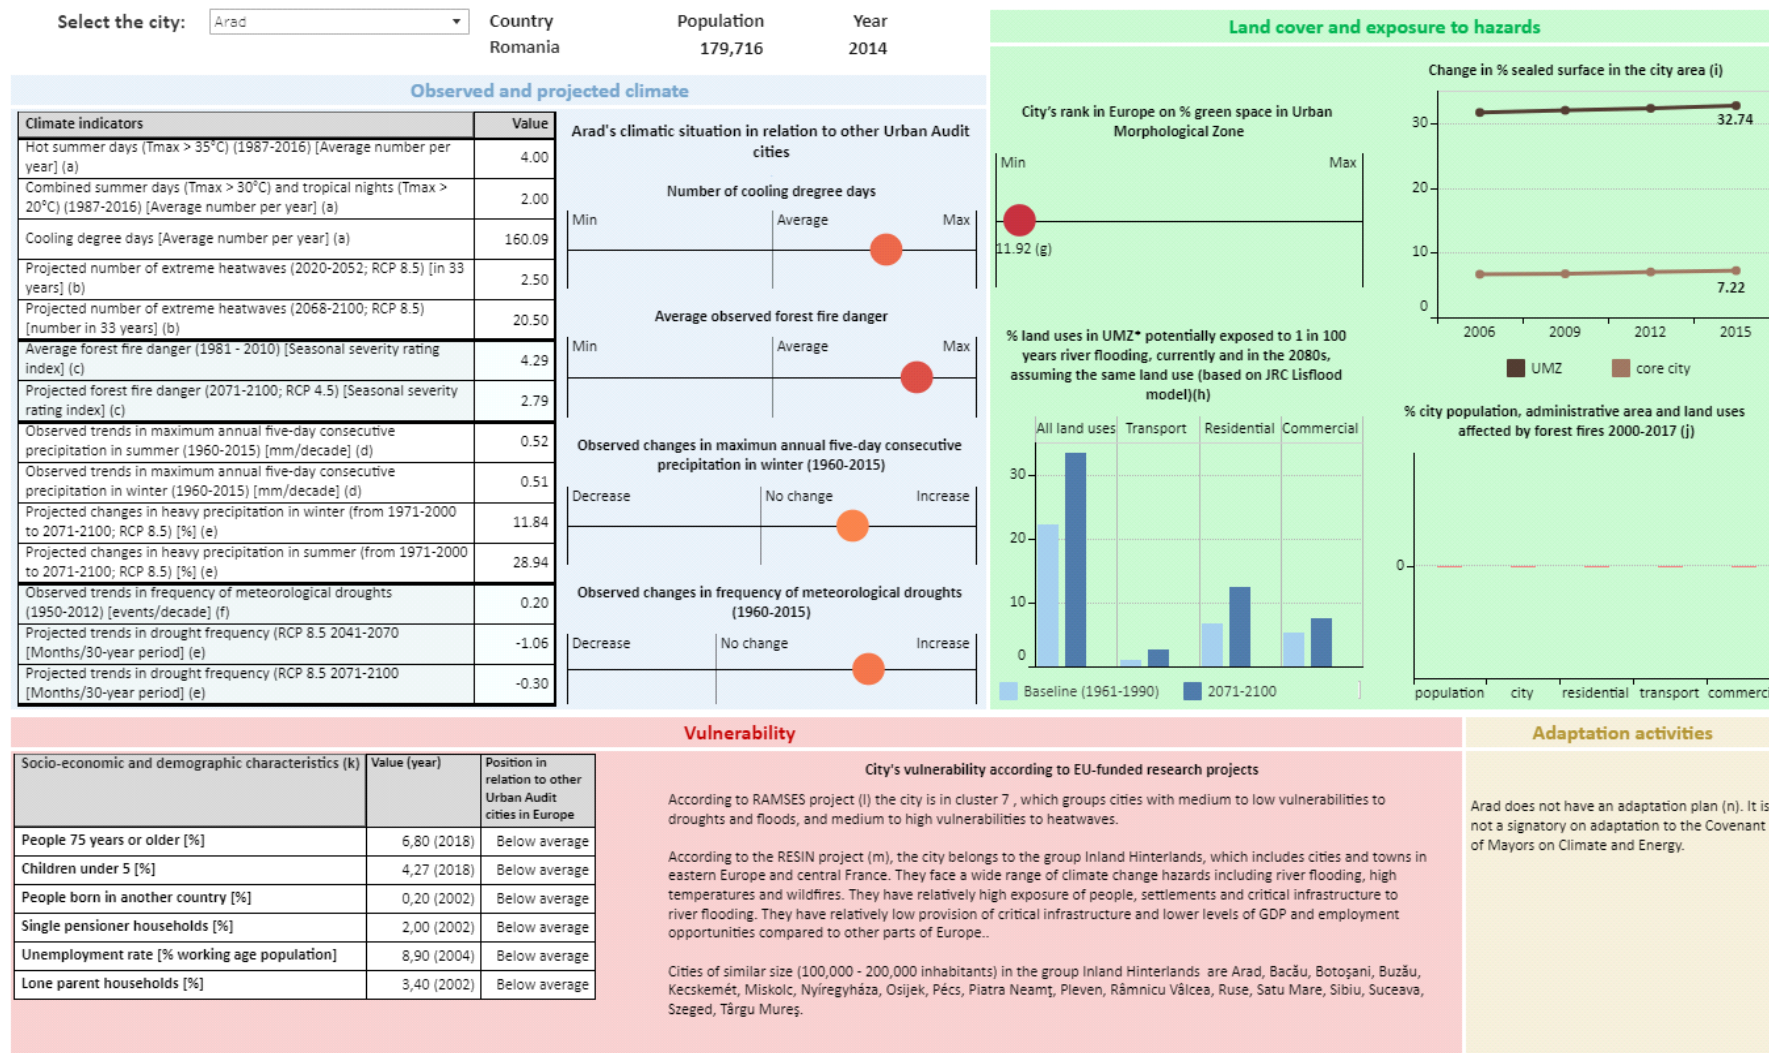 Select the city:
Arad
Country
Population
Year
Romania
179,716
2014
Observed and projected climate
Climate indicators
Value
Hot summer days (Tmax > 35°C) (1987-2016) [Average number per
year] (a)
4.00
Combined summer days (Tmax > 30°C) and tropical nights (Tmax >
20°C) (1987-2016) [Average number per year] (a)
2.00
Cooling degree days [Average number per year] (a)
160.09
Projected number of extreme heatwaves (2020-2052; RCP 8.5) [in 33
years] (b)
2.50
Projected number of extreme heatwaves (2068-2100; RCP 8.5)
[number in 33 years] (b)
20.50
Average forest fire danger (1981 - 2010) [Seasonal severity rating
index] (c)
4.29
Projected forest fire danger (2071-2100; RCP 4.5) [Seasonal severity
rating index] (c)
2.79
Observed trends in maximum annual five-day consecutive
precipitation in summer (1960-2015) [mm/decade] (d)
0.52
Observed trends in maximum annual five-day consecutive
precipitation in winter (1960-2015) [mm/decade] (d)
0.51
Projected changes in heavy precipitation in winter (from 1971-2000
to 2071-2100; RCP 8.5) [%] (e)
11.84
Projected changes in heavy precipitation in summer (from 1971-2000
to 2071-2100; RCP 8.5) [%] (e)
28.94
Observed trends in frequency of meteorological droughts
(1950-2012) [events/decade] (f)
0.20
Projected trends in drought frequency (RCP 8.5 2041-2070
[Months/30-year period] (e)
-1.06
Projected trends in drought frequency (RCP 8.5 2071-2100
[Months/30-year period] (e)
-0.30
Arad's climatic situation in relation to other Urban Audit
cities
Number of cooling dregree days
Min
Average
Max
Average observed forest fire danger
Min
Average
Max
Observed changes in maximun annual five-day consecutive
precipitation in winter (1960-2015)
Decrease
No change
Increase
Observed changes in frequency of meteorological droughts
(1960-2015)
Decrease
No change
Increase
Land cover and exposure to hazards
City's rank in Europe on % green space in Urban
Morphological Zone
Min
Max
11.92 (g)
Change in % sealed surface in the city area (i)
30
20
10
0
32.74
7.22
2006
2009
2012
2015
UMZ
core city
% land uses in UMZ* potentially exposed to 1 in 100
years river flooding, currently and in the 2080s,
assuming the same land use (based on JRC Lisflood
model)(h)
All land uses
Transport
Residential
Commercial
30
20
10
0
Baseline (1961-1990)
2071-2100
% city population, administrative area and land uses
affected by forest fires 2000-2017 (j)
0
population
city
residential
transport
commerci
Vulnerability
Socio-economic and demographic characteristics (k)
Value (year)
Position in
relation to other
Urban Audit
cities in Europe
People 75 years or older [%]
6,80 (2018)
Below average
Children under 5 [%]
4,27 (2018)
Below average
People born in another country [%]
0,20 (2002)
Below average
Single pensioner households [%]
2,00 (2002)
Below average
Unemployment rate [% working age population]
8,90 (2004)
Below average
Lone parent households [%]
3,40 (2002)
Below average
City's vulnerability according to EU-funded research projects
According to RAMSES project (l) the city is in cluster 7 , which groups cities with medium to low vulnerabilities to
droughts and floods, and medium to high vulnerabilities to heatwaves.
According to the RESIN project (m), the city belongs to the group Inland Hinterlands, which includes cities and towns in
eastern Europe and central France. They face a wide range of climate change hazards including river flooding, high
temperatures and wildfires. They have relatively high exposure of people, settlements and critical infrastructure to
river flooding. They have relatively low provision of critical infrastructure and lower levels of GDP and employment
opportunities compared to other parts of Europe..
Cities of similar size (100,000 - 200,000 inhabitants) in the group Inland Hinterlands are Arad, Bacău, Botoşani, Buzău,
Kecskemét, Miskolc, Nyíregyháza, Osijek, Pécs, Piatra Neamţ, Pleven, Râmnicu Vâlcea, Ruse, Satu Mare, Sibiu, Suceava,
Szeged, Târgu Mureş.
Adaptation activities
Arad does not have an adaptation plan (n). It is
not a signatory on adaptation to the Covenant
of Mayors on Climate and Energy.